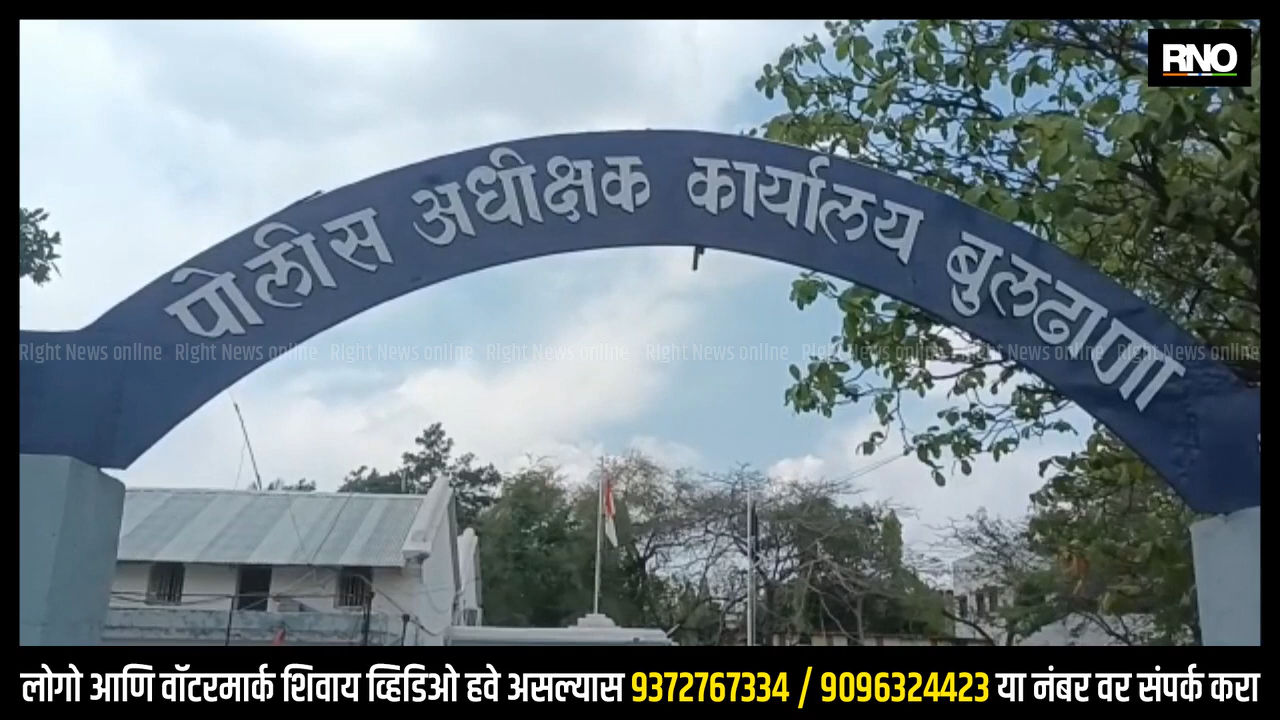 RNO
पोलीस अधीक्षक कार्यालय बुलढाणा
Right News online Right News online Right News online Right News online Right News online Right News online Right News online Right News online
लोगो आणि वॉटरमार्क शिवाय व्हिडिओ हवे असल्यास 9372767334 / 9096324423 या नंबर वर संपर्क करा